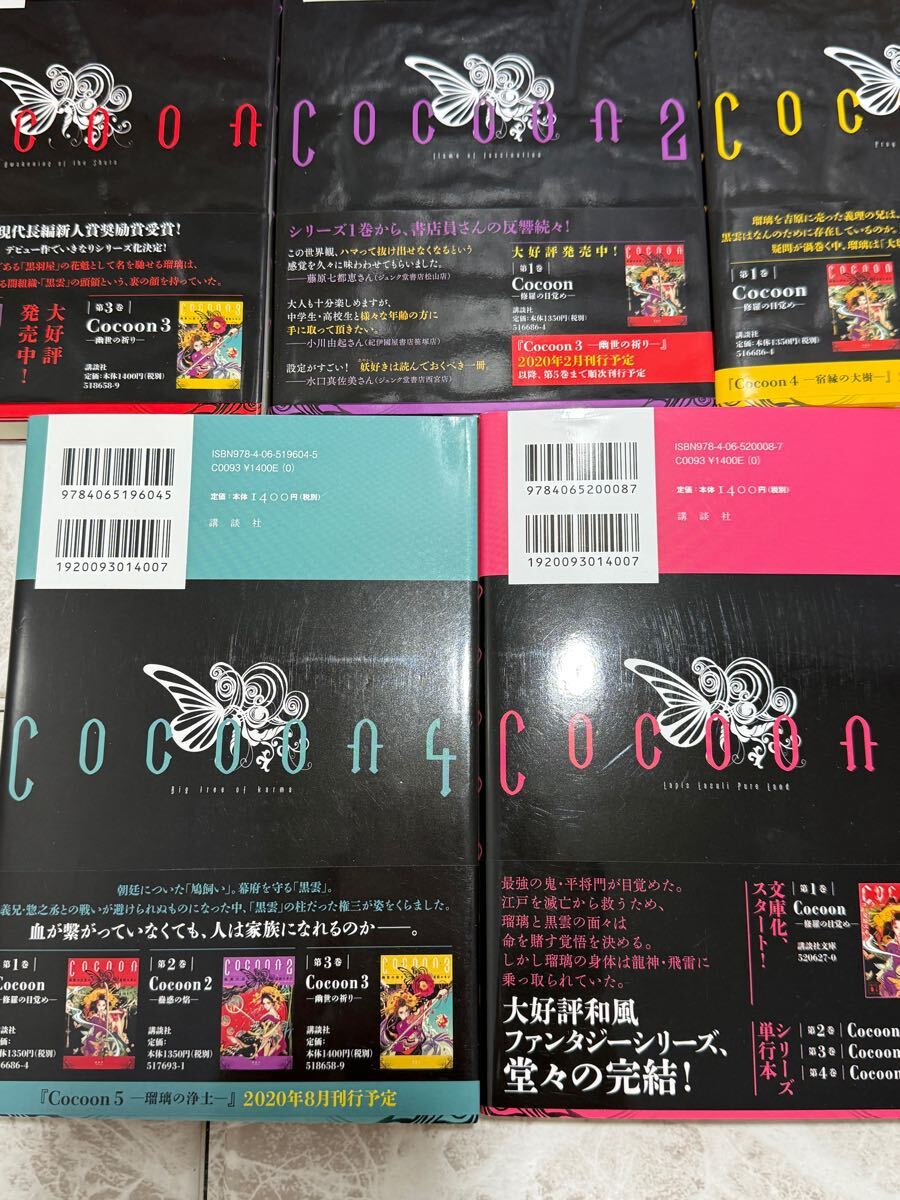 COON
Awakening of the Shura
現代長編新人賞奨励賞受賞!
デビュー作でいきなりシリーズ化決定!
ある「黒羽屋」の花魁として名を馳せる瑠璃は、
る闇組織「黒雲」の頭領という、裏の顔を持っていた。
大好評
発売中!
第3巻
Cocoon3
―幽世の祈り―
講談社
定価:本体1400円(税別)
518658-9
COCOON2
flame of fascination
シリーズ1巻から、書店員さんの反響続々!
この世界観、ハマって抜け出せなくなるという
感覚を久々に味わわせてもらいました。
―藤原七都恵さん(ジュンク堂書店松山店)
大人も十分楽しめますが、
中学生・高校生と様々な年齢の方に
手に取って頂きたい。
―小川由起さん(紀伊國屋書店笹塚店)
設定がすごい! 妖好きは読んでおくべき一冊。
―水口真佐美さん(ジュンク堂書店西宮店)
大好評発売中!
第1巻
Cocoon
―修羅の目覚め―
講談社
定価:本体1350円(税別)
516686-4
『Cocoon3 ―幽世の祈り―』
2020年2月刊行予定
以降、第5巻まで順次刊行予定
COC
Pray
瑠璃を吉原に売った義理の兄は、
黒雲はなんのために存在しているのか。
疑問が渦巻く中、瑠璃は「大
第1巻
Cocoon
―修羅の目覚め―
講談社
定価:本体1350円(税別)
516686-4
『Cocoon4 ―宿縁の大樹―』
ISBN978-4-06-519604-5
C0093 ¥1400E (0)
9784065196045
定価:本体1400円(税別)
講談社
1920093014007
COCOON4
Big tree of karma
朝廷についた「鳩飼い」。幕府を守る「黒雲」。
義兄・惣之丞との戦いが避けられぬものになった中、「黒雲」の柱だった権三が姿をくらました。
血が繋がっていなくても、人は家族になれるのか――。
第1巻
Cocoon
―修羅の目覚め―
講談社
定価:
本体1350円(税別)
516686-4
第2巻
Cocoon2
―蠱惑の焔―
講談社
定価:
本体1350円(税別)
517693-1
第3巻
Cocoon3
―幽世の祈り―
講談社
定価:
本体1400円(税別)
518658-9
『Cocoon5 ―瑠璃の浄土―』 2020年8月刊行予定
ISBN978-4-06-520008-7
C0093 ¥1400E (0)
9784065200087
定価:本体1400円(税別)
講談社
1920093014007
COCOON
Lapis Lazuli Pure Land
最強の鬼・平将門が目覚めた。
江戸を滅亡から救うため、
瑠璃と黒雲の面々は
命を賭す覚悟を決める。
しかし瑠璃の身体は龍神・飛雷に
乗っ取られていた。
大好評和風
ファンタジーシリーズ、
堂々の完結!
文庫化、
スタート!
第1巻
Cocoon
―修羅の目覚め―
講談社文庫
520627-0
シリーズ
単行本
第2巻 Cocoon
第3巻 Cocoon
第4巻 Cocoon